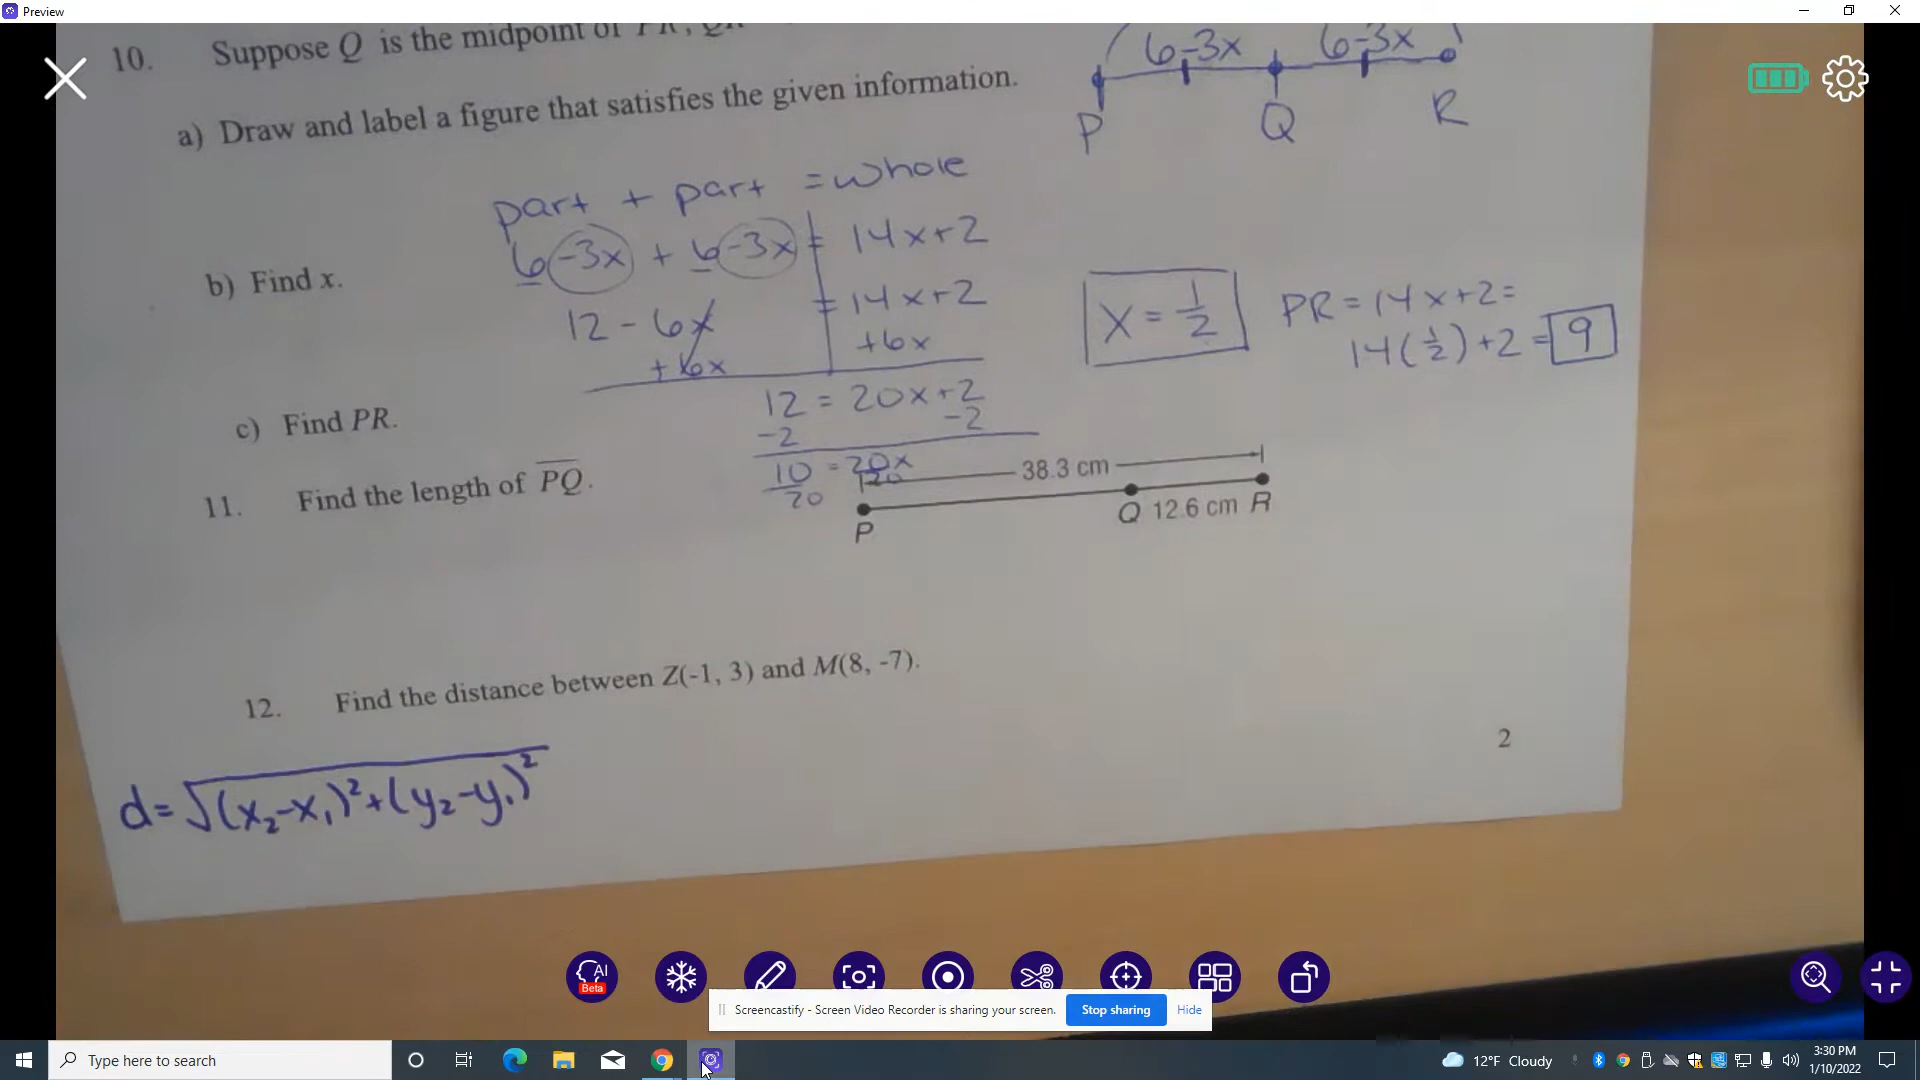 Preview
10. Suppose Q is the midpoint of PR,
6-3x 6-3x
a) Draw and label a figure that satisfies the given information.
P Q R
part + part = whole
6-3x + 6-3x = 14x+2
b) Find x.
12 - 6x = 14x+2
+6x +6x
x = 1/2
PR = 14x+2 =
14(1/2)+2 = 9
12 = 20x+2
-2 -2
c) Find PR.
10 = 20x
20 20
38.3 cm
11. Find the length of PQ.
P Q 12.6 cm R
12. Find the distance between Z(-1, 3) and M(8, -7).
2
d=√(x₂-x₁)²+(y₂-y₁)²
AI
Beta
Screencastify - Screen Video Recorder is sharing your screen. Stop sharing Hide
Type here to search
12°F Cloudy
3:30 PM
1/10/2022